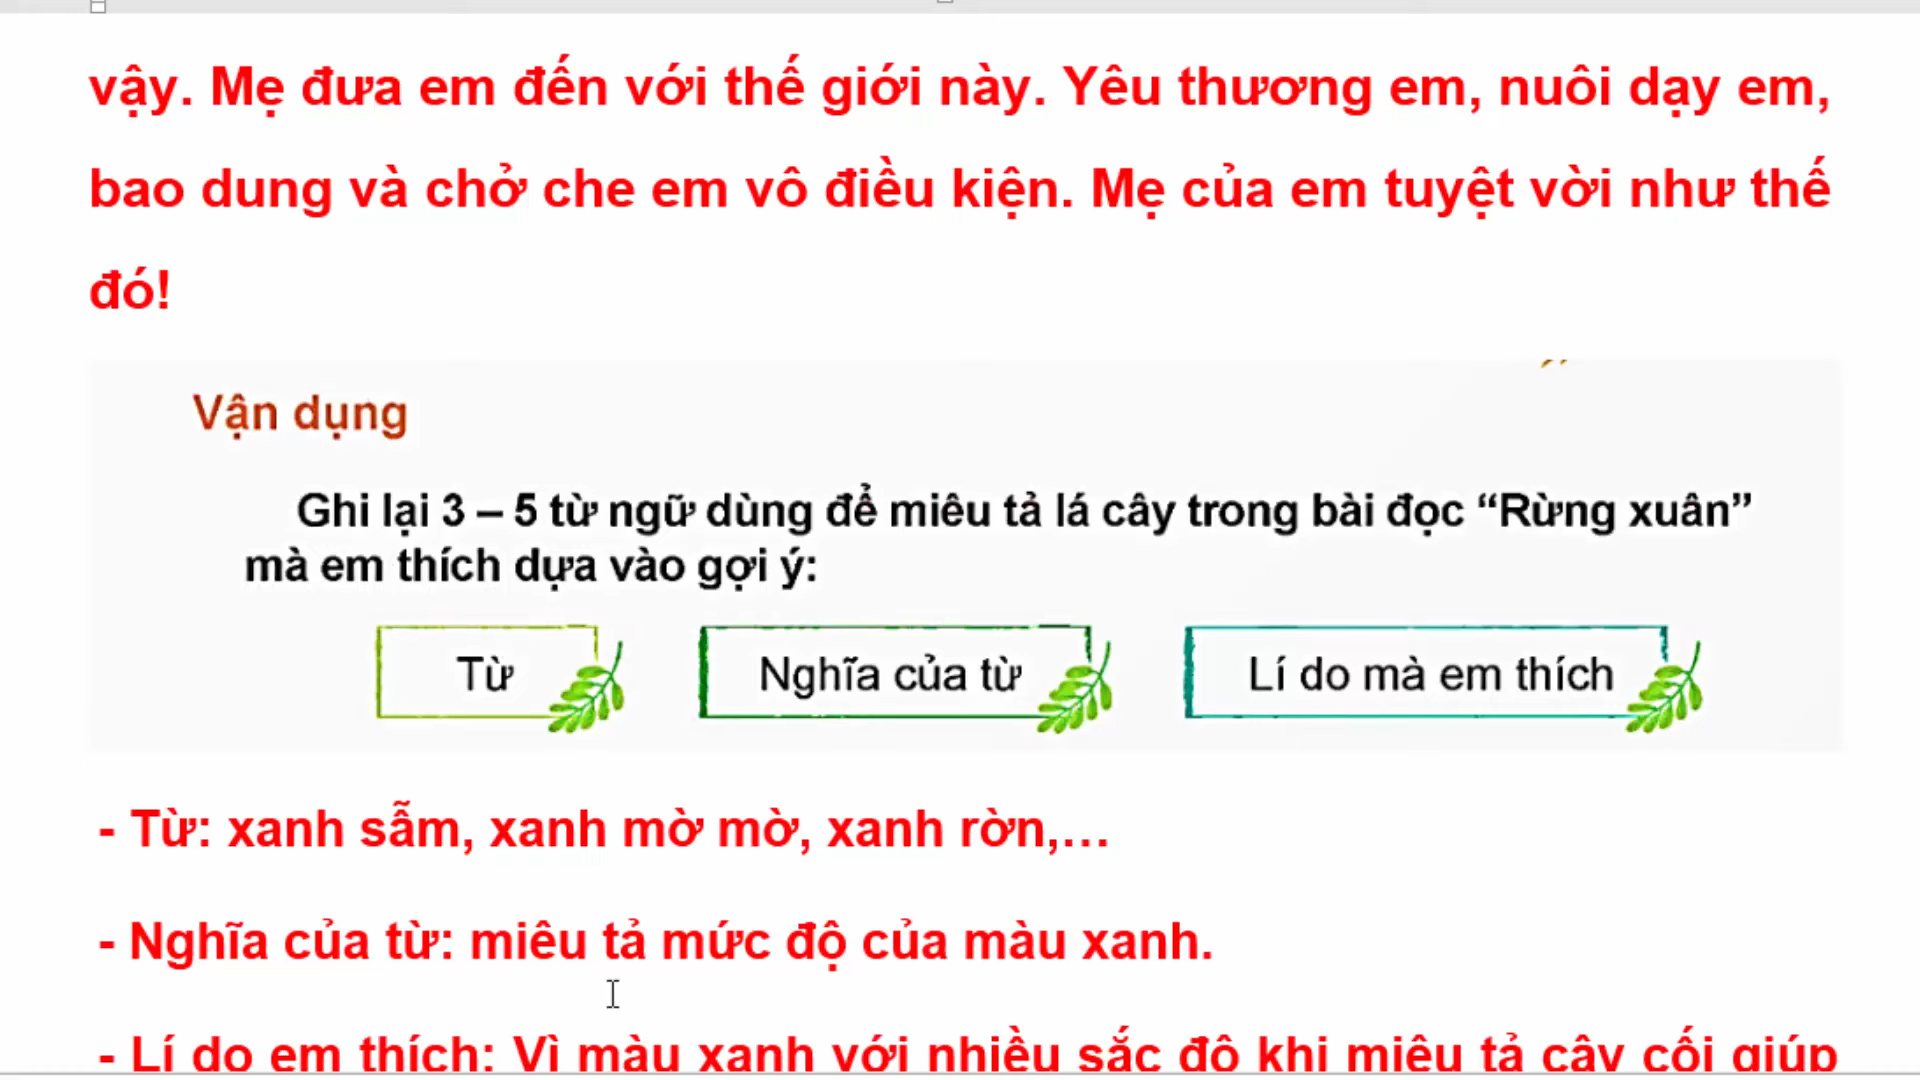 vậy. Mẹ đưa em đến với thế giới này. Yêu thương em, nuôi dạy em,
bao dung và chở che em vô điều kiện. Mẹ của em tuyệt vời như thế
đó!
Vận dụng
Ghi lại 3 – 5 từ ngữ dùng để miêu tả lá cây trong bài đọc “Rừng xuân”
mà em thích dựa vào gợi ý:
Từ
Nghĩa của từ
Lí do mà em thích
- Từ: xanh sẫm, xanh mờ mờ, xanh rờn,...
- Nghĩa của từ: miêu tả mức độ của màu xanh.
- Lí do em thích: Vì màu xanh với nhiều sắc độ khi miêu tả cây cối giúp